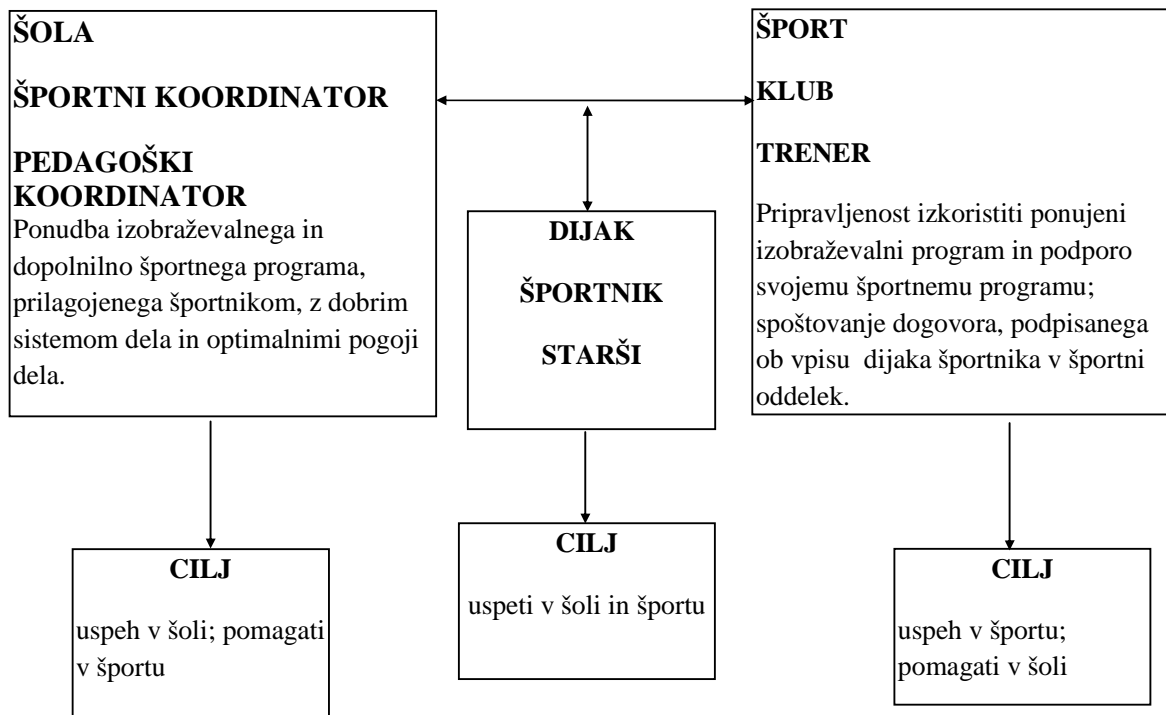 ŠOLA
ŠPORTNI KOORDINATOR
PEDAGOŠKI
KOORDINATOR
Ponudba izobraževalnega in
dopolnilno športnega programa,
prilagojenega športnikom, z dobrim
sistemom dela in optimalnimi pogoji
dela.
DIJAK
ŠPORTNIK
STARŠI
ŠPORT
KLUB
TRENER
Pripravljenost izkoristiti ponujeni
izobraževalni program in podporo
svojemu športnemu programu;
spoštovanje dogovora, podpisanega
ob vpisu dijaka športnika v športni
oddelek.
CILJ
uspeh v šoli; pomagati
v športu
CILJ
uspeti v šoli in športu
CILJ
uspeh v športu;
pomagati v šoli